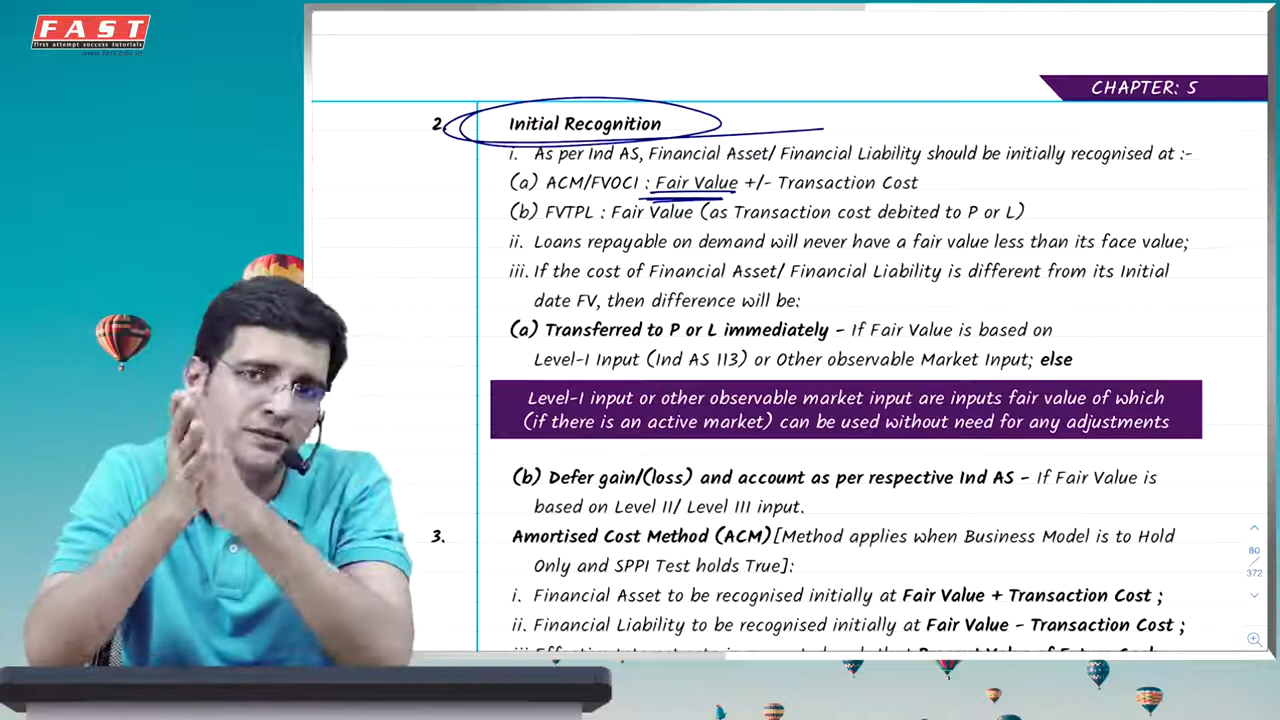 FAST
first attempt success tutorials
www.fast.edu.in
CHAPTER: 5
2. Initial Recognition
i. As per Ind AS, Financial Asset/ Financial Liability should be initially recognised at :-
(a) ACM/FVOCI : Fair Value +/- Transaction Cost
(b) FVTPL : Fair Value (as Transaction cost debited to P or L)
ii. Loans repayable on demand will never have a fair value less than its face value;
iii. If the cost of Financial Asset/ Financial Liability is different from its Initial
date FV, then difference will be:
(a) Transferred to P or L immediately – If Fair Value is based on
Level-I Input (Ind AS 113) or Other observable Market Input; else
Level-I input or other observable market input are inputs fair value of which
(if there is an active market) can be used without need for any adjustments
(b) Defer gain/(loss) and account as per respective Ind AS – If Fair Value is
based on Level II/ Level III input.
3. Amortised Cost Method (ACM)[Method applies when Business Model is to Hold
Only and SPPI Test holds True]:
i. Financial Asset to be recognised initially at Fair Value + Transaction Cost ;
ii. Financial Liability to be recognised initially at Fair Value – Transaction Cost ;
80
372